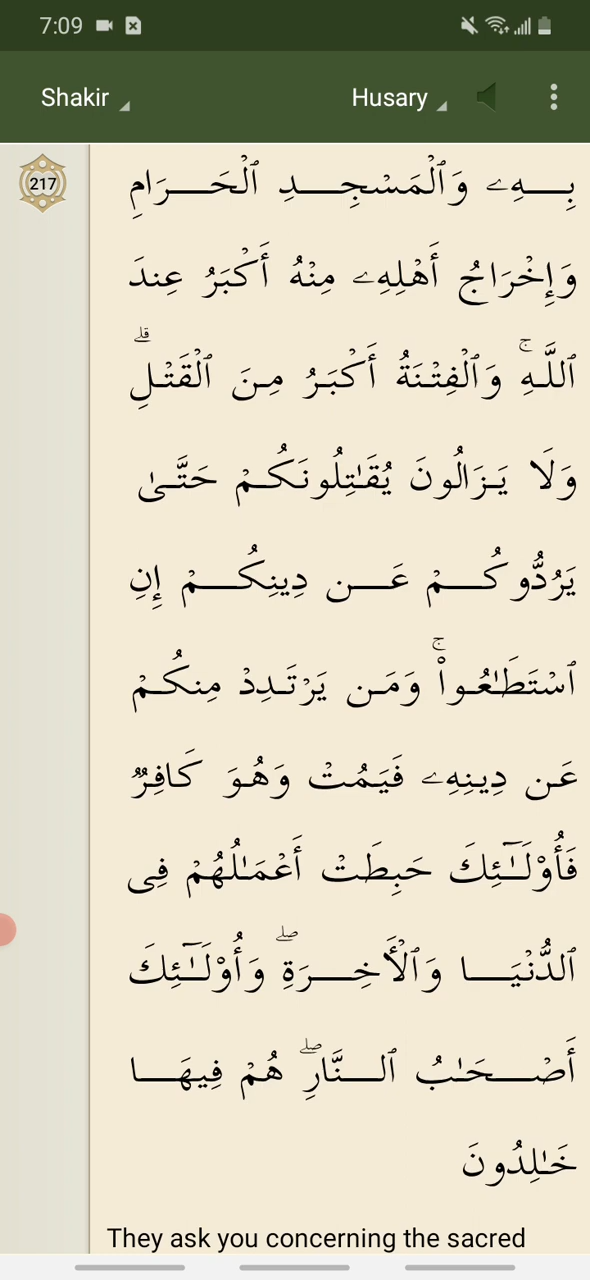 7:09
Shakir
Husary
217
بِهِۦ وَٱلْمَسْجِدِ ٱلْحَرَامِ
وَإِخْرَاجُ أَهْلِهِۦ مِنْهُ أَكْبَرُ عِندَ
ٱللَّهِ ۚ وَٱلْفِتْنَةُ أَكْبَرُ مِنَ ٱلْقَتْلِ ۗ
وَلَا يَزَالُونَ يُقَـٰتِلُونَكُمْ حَتَّىٰ
يَرُدُّوكُمْ عَن دِينِكُمْ إِنِ
ٱسْتَطَـٰعُوا۟ ۚ وَمَن يَرْتَدِدْ مِنكُمْ
عَن دِينِهِۦ فَيَمُتْ وَهُوَ كَافِرٌ
فَأُو۟لَـٰٓئِكَ حَبِطَتْ أَعْمَـٰلُهُمْ فِى
ٱلدُّنْيَا وَٱلْأَخِرَةِ ۖ وَأُو۟لَـٰٓئِكَ
أَصْحَـٰبُ ٱلنَّارِ ۖ هُمْ فِيهَا
خَـٰلِدُونَ
They ask you concerning the sacred